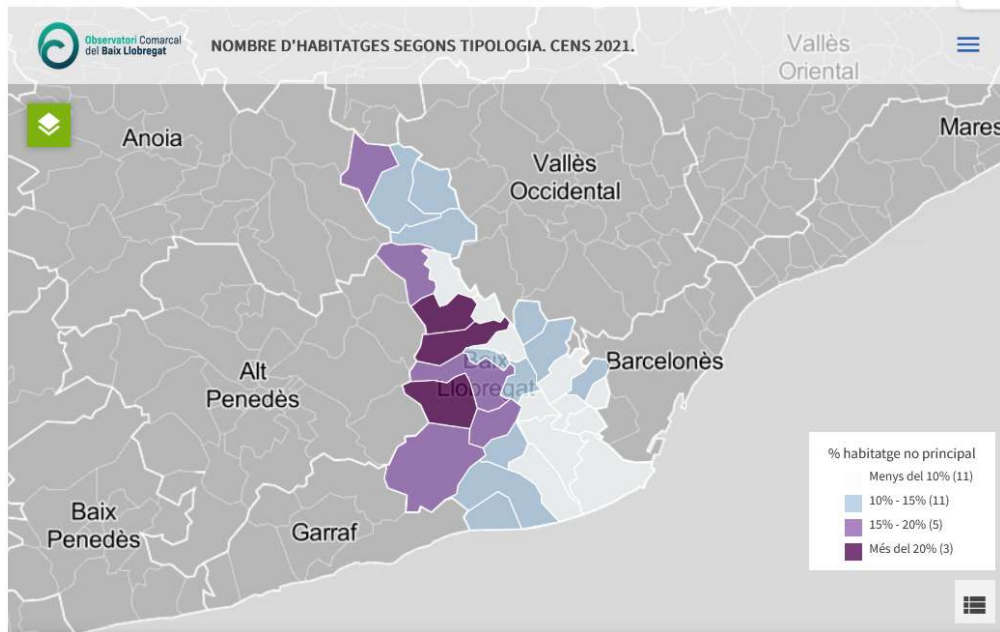 Observatori Comarcal
del Baix Llobregat
NOMBRE D'HABITATGES SEGONS TIPOLOGIA. CENS 2021.
Vallès
Oriental
Anoia
Mares
Vallès
Occidental
Baix
Llobregat
Barcelonès
Alt
Penedès
Baix
Penedès
Garraf
% habitatge no principal
Menys del 10% (11)
10% - 15% (11)
15% - 20% (5)
Més del 20% (3)